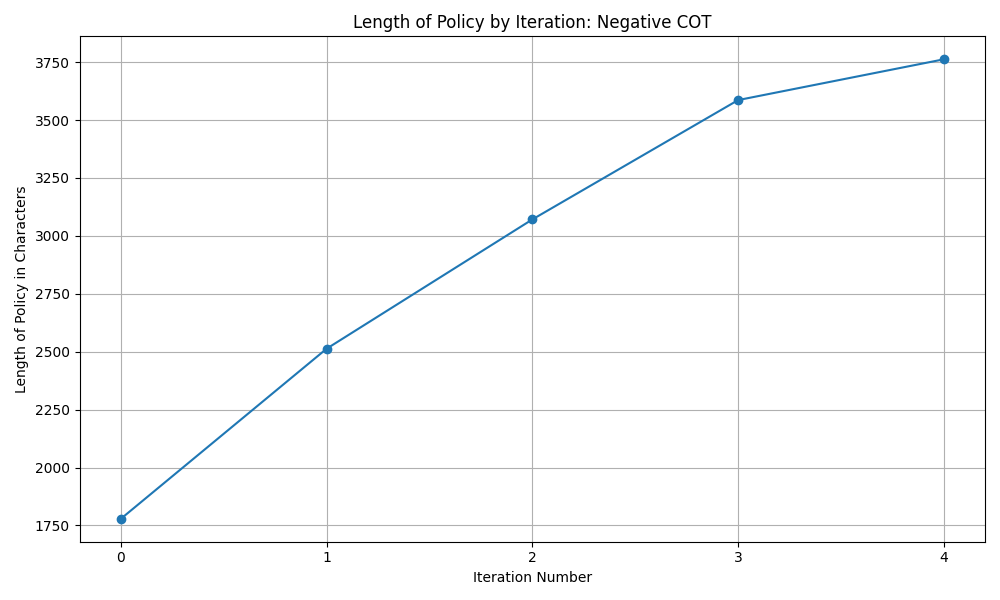 Length of Policy by Iteration: Negative COT
Length of Policy in Characters
3750
3500
3250
3000
2750
2500
2250
2000
1750
0 1 2 3 4
Iteration Number